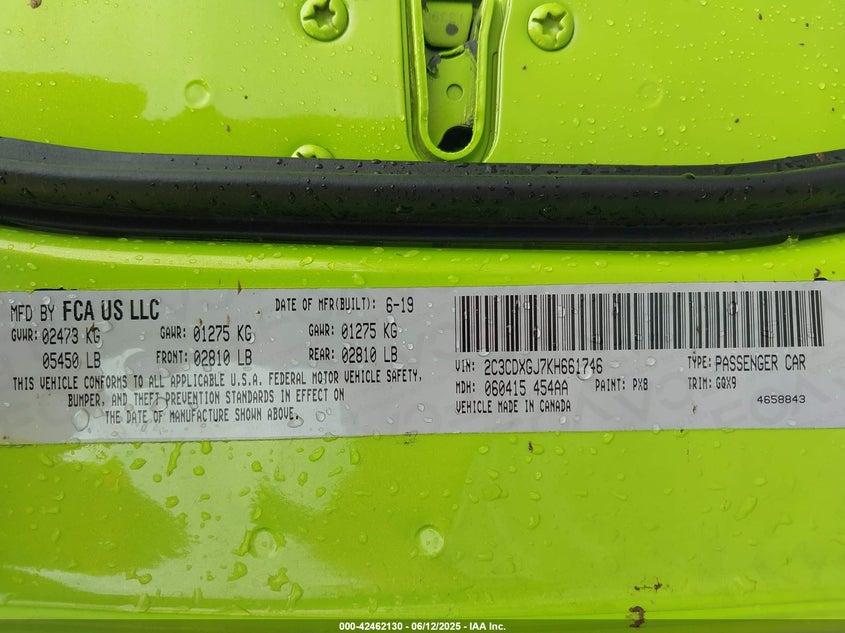 MFD BY FCA US LLC
DATE OF MFR(BUILT): 6-19
GVWR: 02473 KG GAWR: 01275 KG GAWR: 01275 KG
05450 LB FRONT: 02810 LB REAR: 02810 LB
THIS VEHICLE CONFORMS TO ALL APPLICABLE U.S.A. FEDERAL MOTOR VEHICLE SAFETY,
BUMPER, AND THEFT PREVENTION STANDARDS IN EFFECT ON
THE DATE OF MANUFACTURE SHOWN ABOVE.
VIN: 2C3CDXGJ7KH661746 TYPE: PASSENGER CAR
MDH: 060415 454AA PAINT: PX8 TRIM: GQX9
VEHICLE MADE IN CANADA 4658843
000-42462130 - 06/12/2025 - IAA Inc.